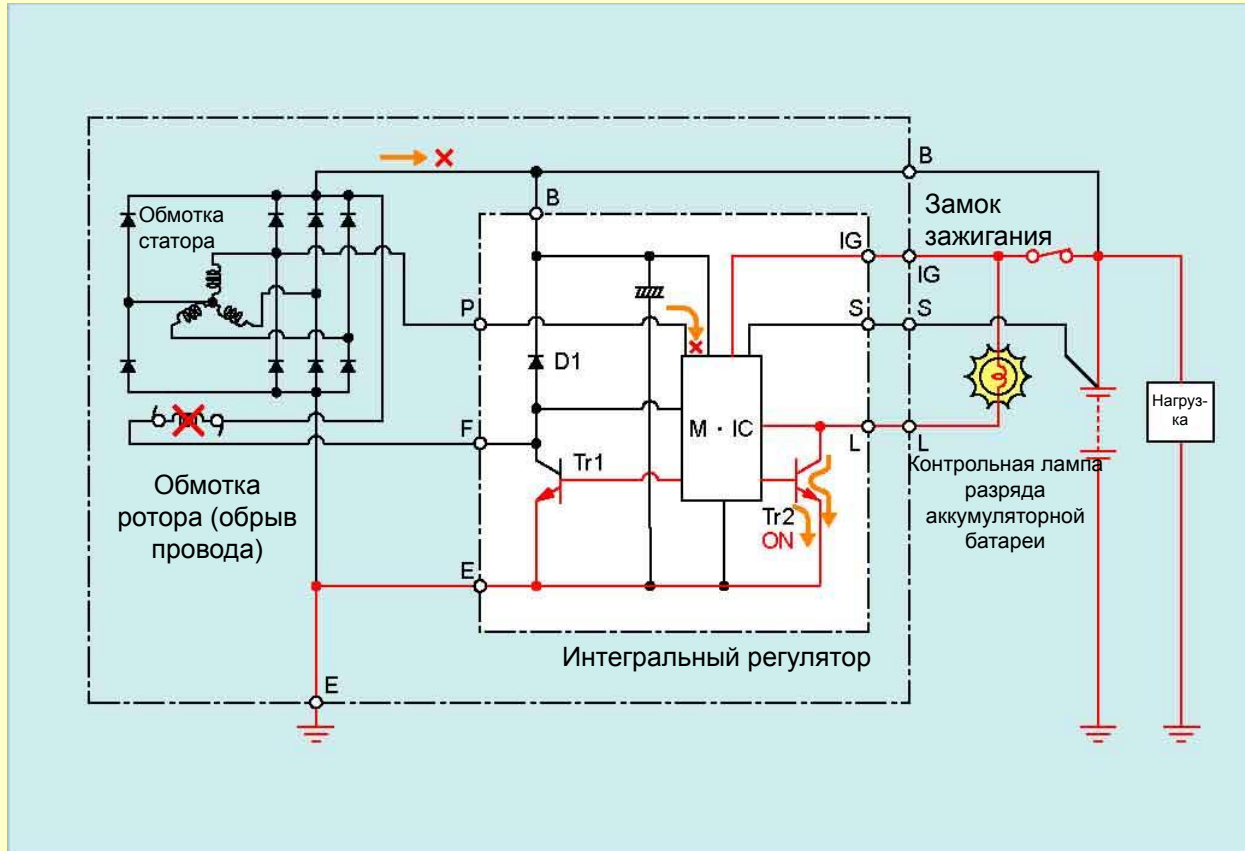 B
Обмотка
статора
B
Замок
зажигания
IG
IG
P
S
S
D1
M · IC
Нагруз-
ка
F
L
L
Tr1
Контрольная лампа
разряда
аккумуляторной
батареи
Обмотка
ротора (обрыв
провода)
Tr2
ON
E
Интегральный регулятор
E